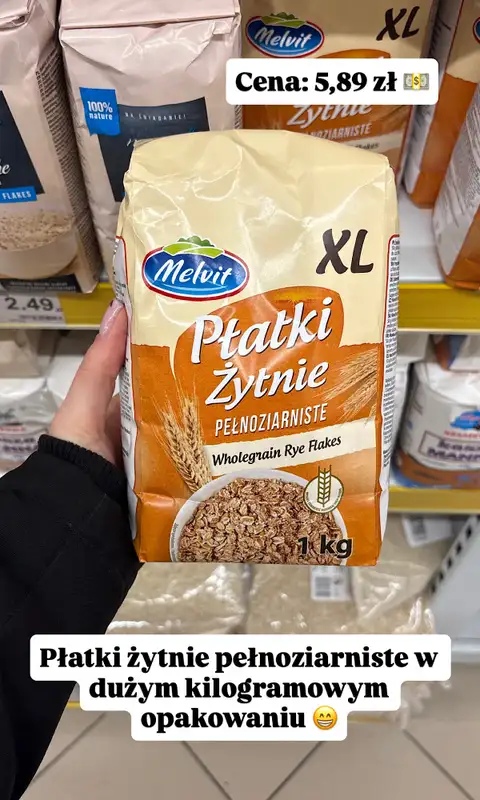 Melvit
XL
Cena: 5,89 zł 💵
Żytnie
PEŁNOZIARNISTE
100%
nature
FLAKES
2.49
Melvit
XL
Płatki
Żytnie
PEŁNOZIARNISTE
Wholegrain Rye Flakes
1 kg
Płatki żytnie pełnoziarniste w
dużym kilogramowym
opakowaniu 😁